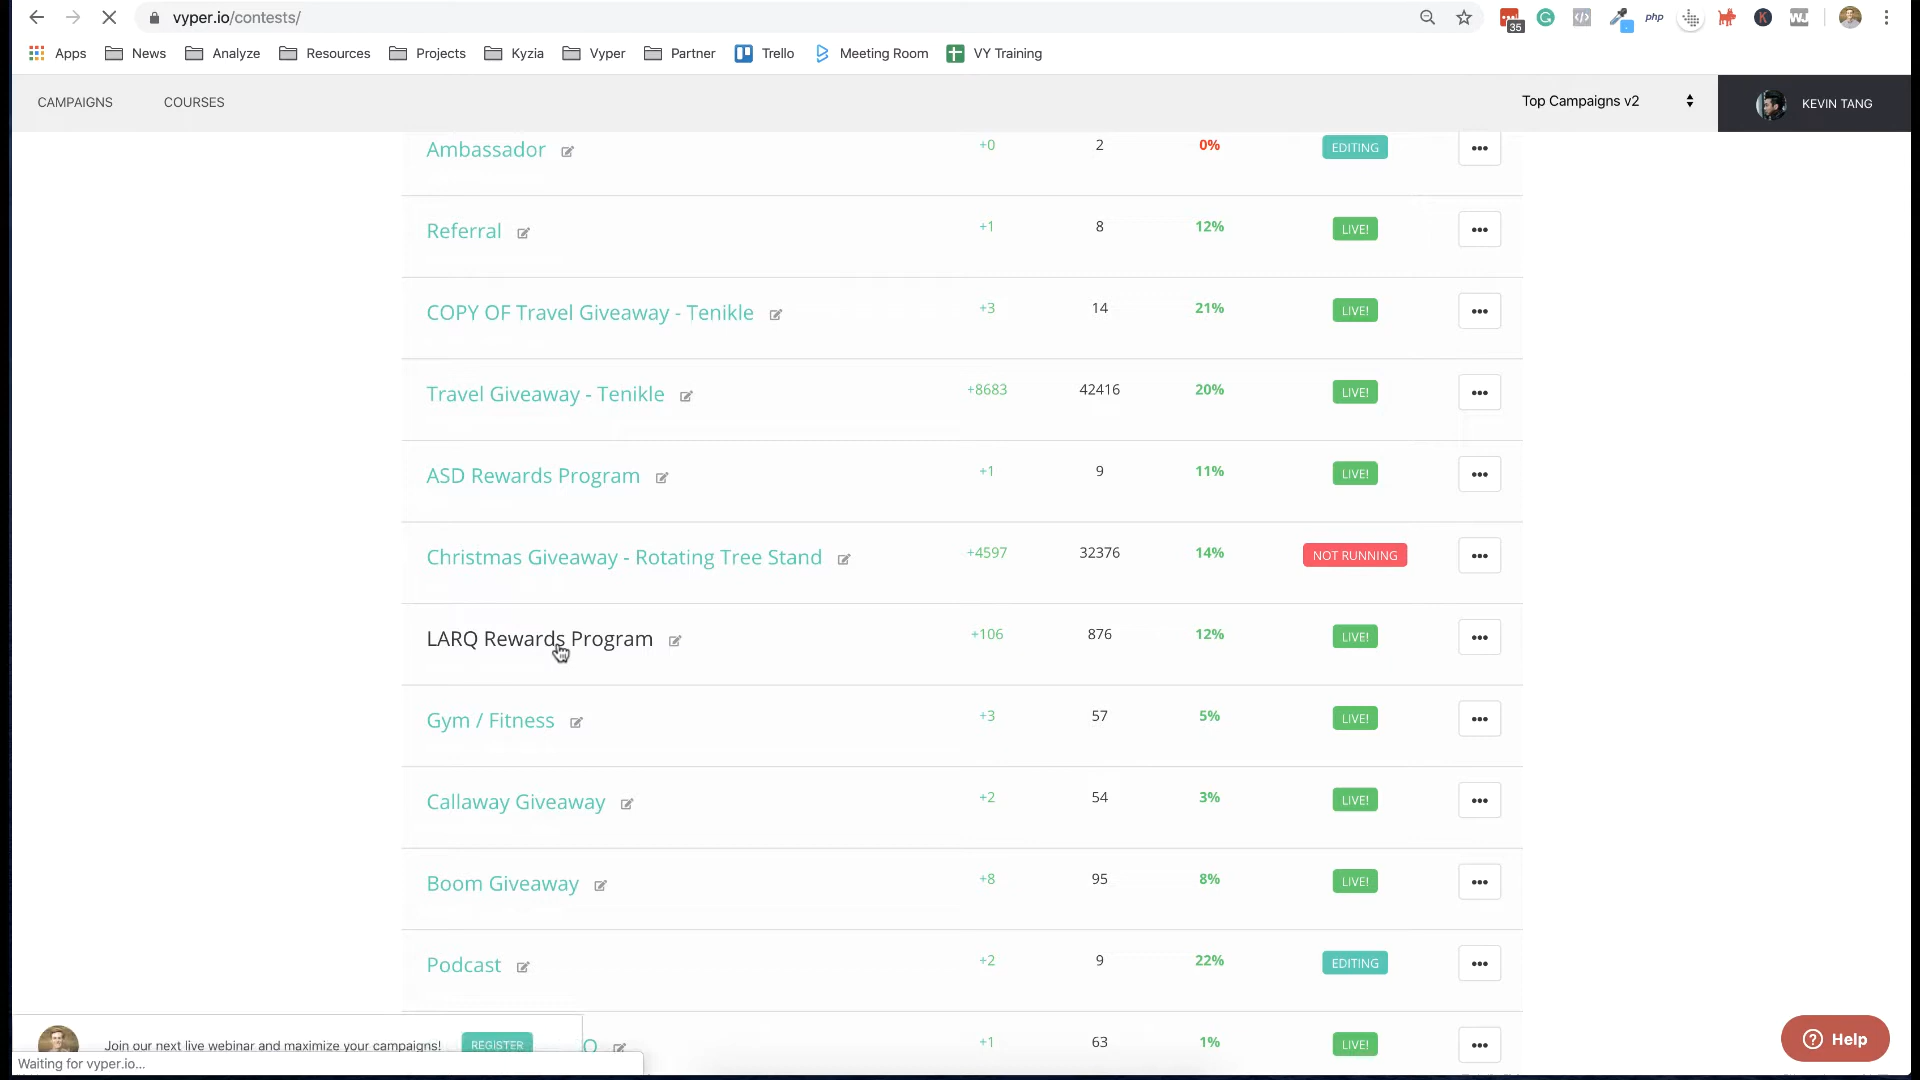 vyper.io/contests/
35
php
K
Apps News Analyze Resources Projects Kyzia Vyper Partner Trello Meeting Room VY Training
CAMPAIGNS COURSES Top Campaigns v2 KEVIN TANG
Ambassador +0 2 0% EDITING •••
Referral +1 8 12% LIVE! •••
COPY OF Travel Giveaway - Tenikle +3 14 21% LIVE! •••
Travel Giveaway - Tenikle +8683 42416 20% LIVE! •••
ASD Rewards Program +1 9 11% LIVE! •••
Christmas Giveaway - Rotating Tree Stand +4597 32376 14% NOT RUNNING •••
LARQ Rewards Program +106 876 12% LIVE! •••
Gym / Fitness +3 57 5% LIVE! •••
Callaway Giveaway +2 54 3% LIVE! •••
Boom Giveaway +8 95 8% LIVE! •••
Podcast +2 9 22% EDITING •••
+1 63 1% LIVE! •••
Join our next live webinar and maximize your campaigns! REGISTER
Help
Waiting for vyper.io...